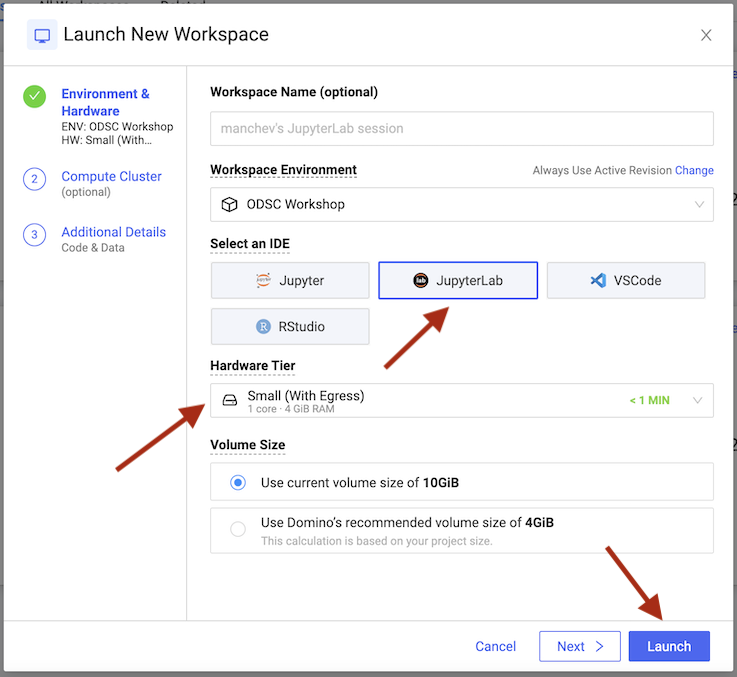 Launch New Workspace
Environment &
Hardware
ENV: ODSC Workshop
HW: Small (With...
2
Compute Cluster
(optional)
3
Additional Details
Code & Data
Workspace Name (optional)
manchev's JupyterLab session
Workspace Environment
Always Use Active Revision Change
ODSC Workshop
Select an IDE
Jupyter
lab JupyterLab
VSCode
R RStudio
Hardware Tier
Small (With Egress)
1 core · 4 GiB RAM
< 1 MIN
Volume Size
Use current volume size of 10GiB
Use Domino's recommended volume size of 4GiB
This calculation is based on your project size.
Cancel
Next >
Launch